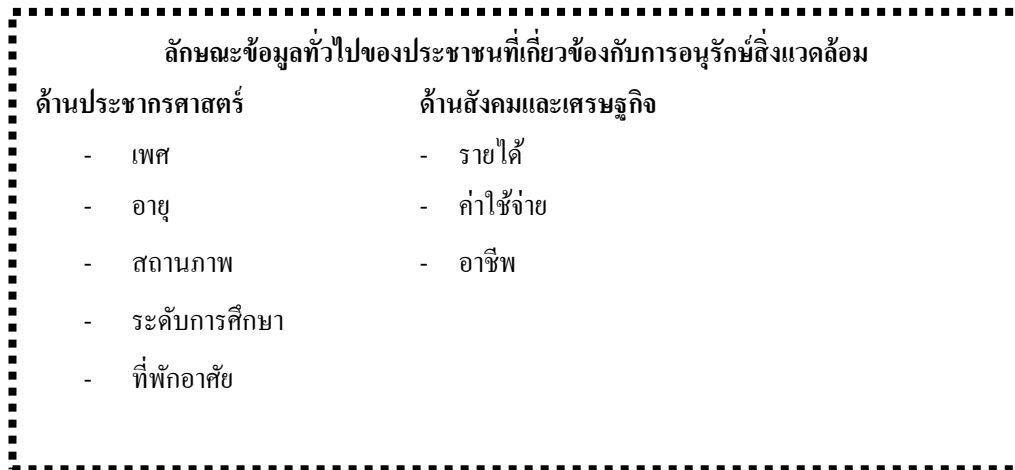 ลักษณะข้อมูลทั่วไปของประชาชนที่เกี่ยวข้องกับการอนุรักษ์สิ่งแวดล้อม
ด้านประชากรศาสตร์ ด้านสังคมและเศรษฐกิจ
- เพศ - รายได้
- อายุ - ค่าใช้จ่าย
- สถานภาพ - อาชีพ
- ระดับการศึกษา
- ที่พักอาศัย